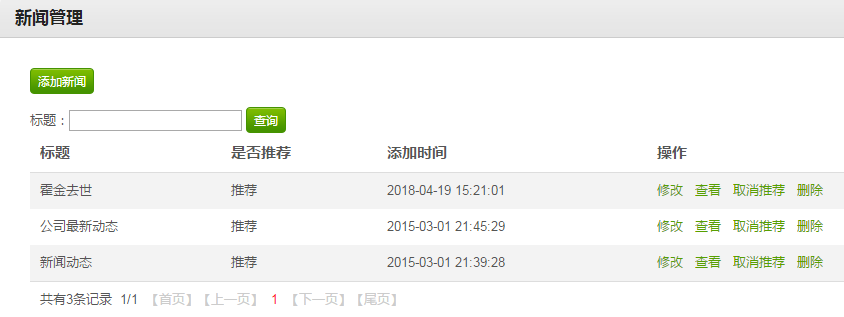 新闻管理
添加新闻
标题： 查询
标题 是否推荐 添加时间 操作
霍金去世 推荐 2018-04-19 15:21:01 修改 查看 取消推荐 删除
公司最新动态 推荐 2015-03-01 21:45:29 修改 查看 取消推荐 删除
新闻动态 推荐 2015-03-01 21:39:28 修改 查看 取消推荐 删除
共有3条记录 1/1 【首页】【上一页】 1 【下一页】【尾页】